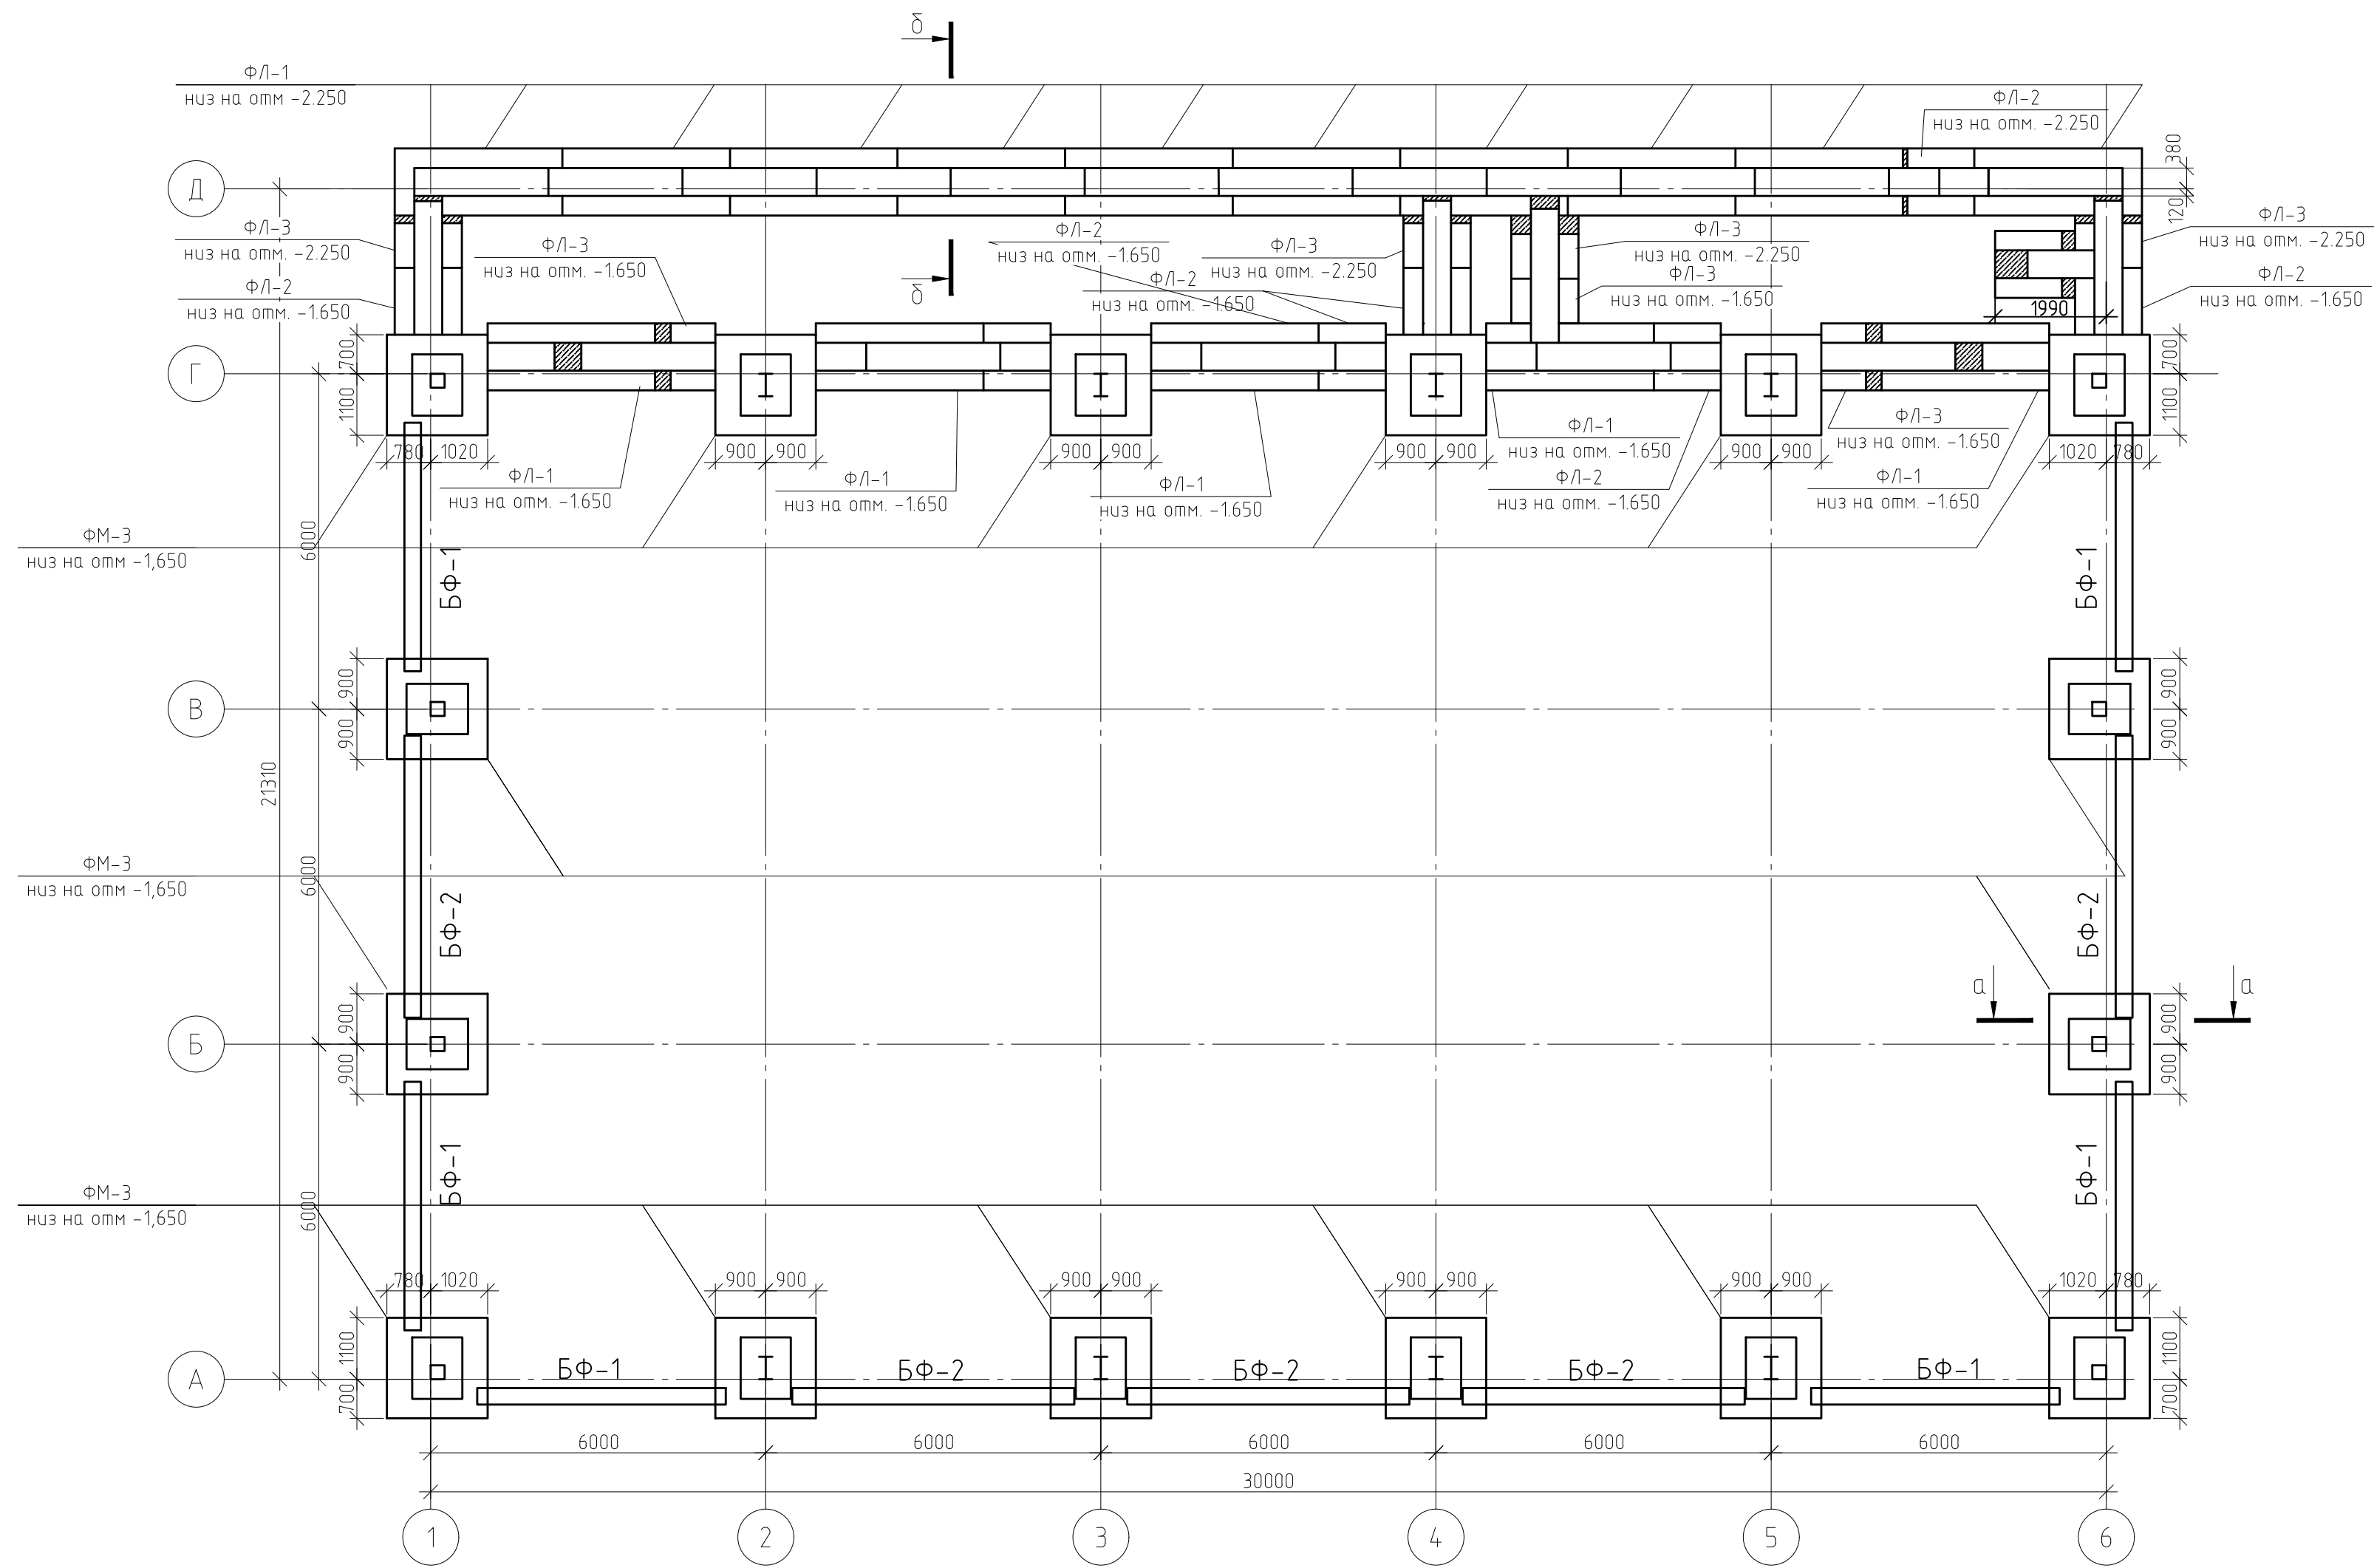 б
ФЛ-1
низ на отм -2.250
ФЛ-2
низ на отм. -2.250
380
Д
120
ФЛ-3
низ на отм. -2.250
ФЛ-3
низ на отм. -1.650
ФЛ-2
низ на отм. -1.650
ФЛ-3
низ на отм. -2.250
ФЛ-3
низ на отм. -2.250
ФЛ-3
низ на отм. -2.250
ФЛ-2
низ на отм. -1.650
б
ФЛ-2
низ на отм. -1.650
ФЛ-3
низ на отм. -1.650
ФЛ-2
низ на отм. -1.650
1990
700
700
Г
1100
1100
780 1020
900 900
900 900
900 900
900 900
1020 780
ФЛ-1
низ на отм. -1.650
ФЛ-3
низ на отм. -1.650
ФЛ-1
низ на отм. -1.650
ФЛ-1
низ на отм. -1.650
ФЛ-1
низ на отм. -1.650
ФЛ-2
низ на отм. -1.650
ФЛ-1
низ на отм. -1.650
ФМ-3
низ на отм -1,650
6000
БФ-1
БФ-1
900
900
В
900
900
21310
ФМ-3
низ на отм -1,650
6000
БФ-2
БФ-2
а
а
900
900
Б
900
900
БФ-1
БФ-1
ФМ-3
низ на отм -1,650
6000
780 1020
900 900
900 900
900 900
900 900
1020 780
1100
1100
А
БФ-1
БФ-2
БФ-2
БФ-2
БФ-1
700
700
6000
6000
6000
6000
6000
30000
1
2
3
4
5
6